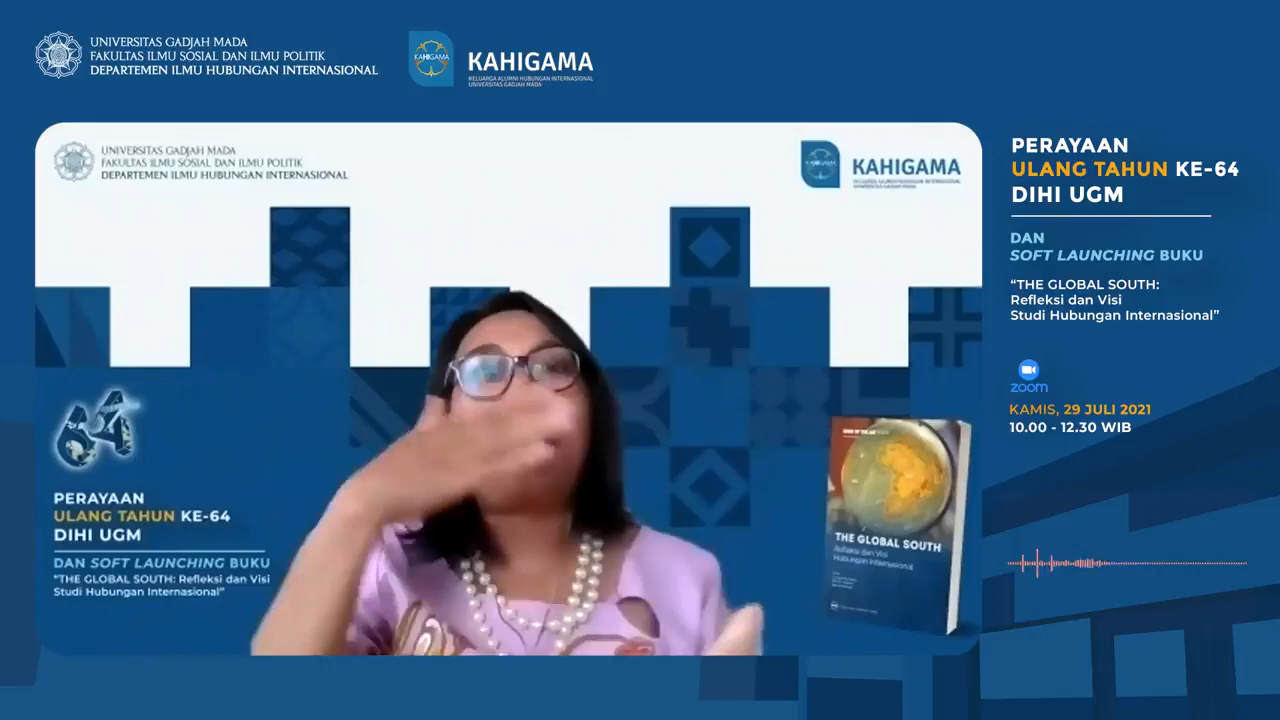 UNIVERSITAS GADJAH MADA
FAKULTAS ILMU SOSIAL DAN ILMU POLITIK
DEPARTEMEN ILMU HUBUNGAN INTERNASIONAL
KAHIGAMA
KAHIGAMA
KELUARGA ALUMNI HUBUNGAN INTERNASIONAL
UNIVERSITAS GADJAH MADA
UNIVERSITAS GADJAH MADA
FAKULTAS ILMU SOSIAL DAN ILMU POLITIK
DEPARTEMEN ILMU HUBUNGAN INTERNASIONAL
KAHIGAMA
KAHIGAMA
64
PERAYAAN
ULANG TAHUN KE-64
DIHI UGM
DAN SOFT LAUNCHING BUKU
“THE GLOBAL SOUTH: Refleksi dan Visi
Studi Hubungan Internasional”
THE GLOBAL SOUTH
Refleksi dan Visi
Hubungan Internasional
PERAYAAN
ULANG TAHUN KE-64
DIHI UGM
DAN
SOFT LAUNCHING BUKU
“THE GLOBAL SOUTH:
Refleksi dan Visi
Studi Hubungan Internasional”
zoom
KAMIS, 29 JULI 2021
10.00 - 12.30 WIB